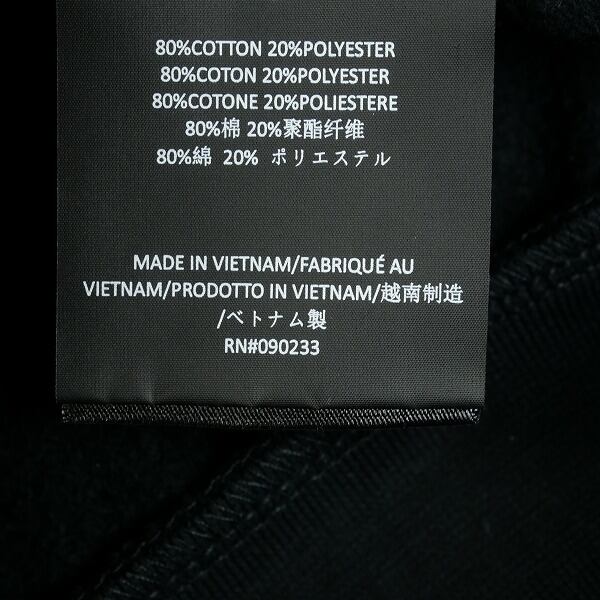 80%COTTON 20%POLYESTER
80%COTON 20%POLYESTER
80%COTONE 20%POLIESTERE
80%棉 20%聚酯纤维
80%綿 20% ポリエステル
MADE IN VIETNAM/FABRIQUÉ AU
VIETNAM/PRODOTTO IN VIETNAM/越南制造
/ベトナム製
RN#090233